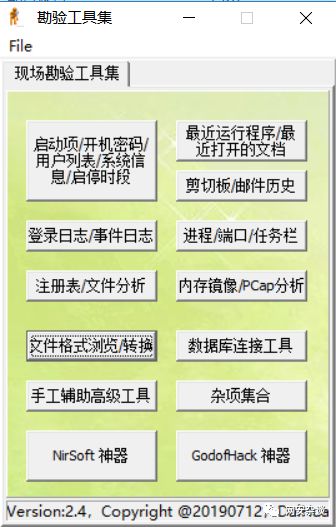 勘验工具集
File
现场勘验工具集
启动项/开机密码/
用户列表/系统信
息/启停时段
最近运行程序/最
近打开的文档
剪切板/邮件历史
登录日志/事件日志
进程/端口/任务栏
注册表/文件分析
内存镜像/PCap分析
文件格式浏览/转换
数据库连接工具
手工辅助高级工具
杂项集合
NirSoft 神器
GodofHack 神器
Version:2.4, Copyright @20190712,
网安杂谈